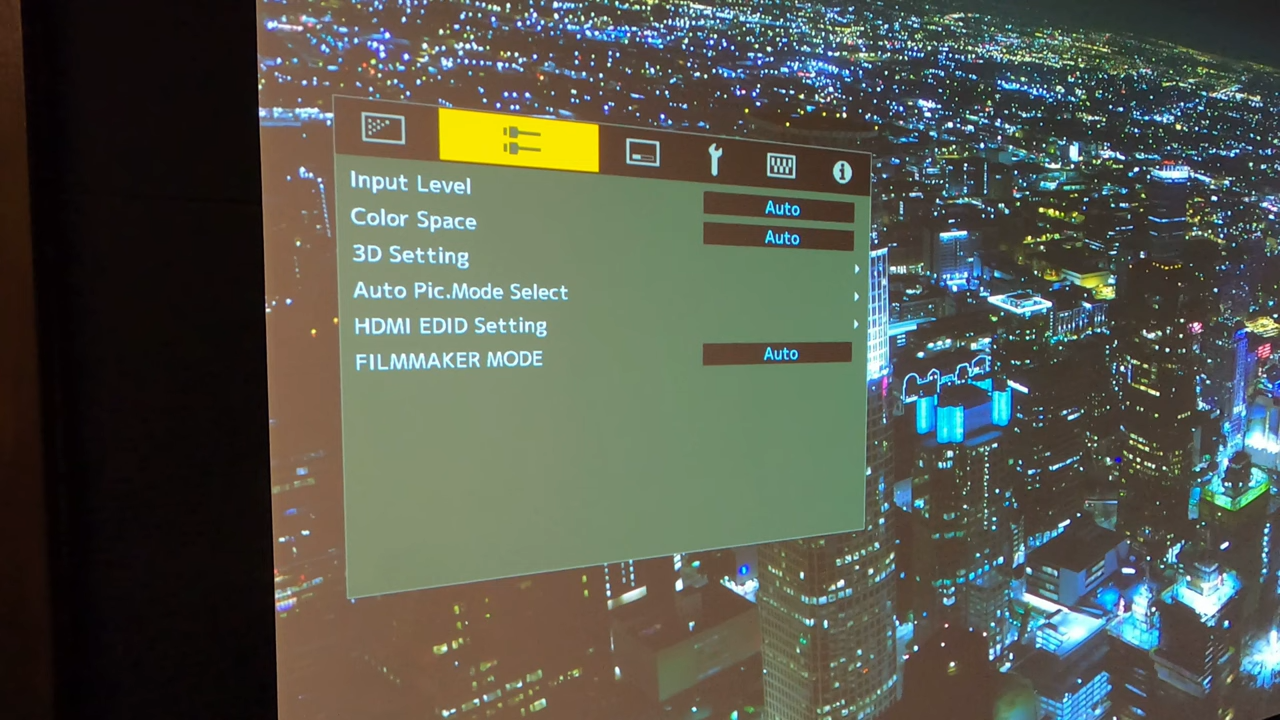 Input Level Auto
Color Space Auto
3D Setting
Auto Pic.Mode Select
HDMI EDID Setting
FILMMAKER MODE Auto